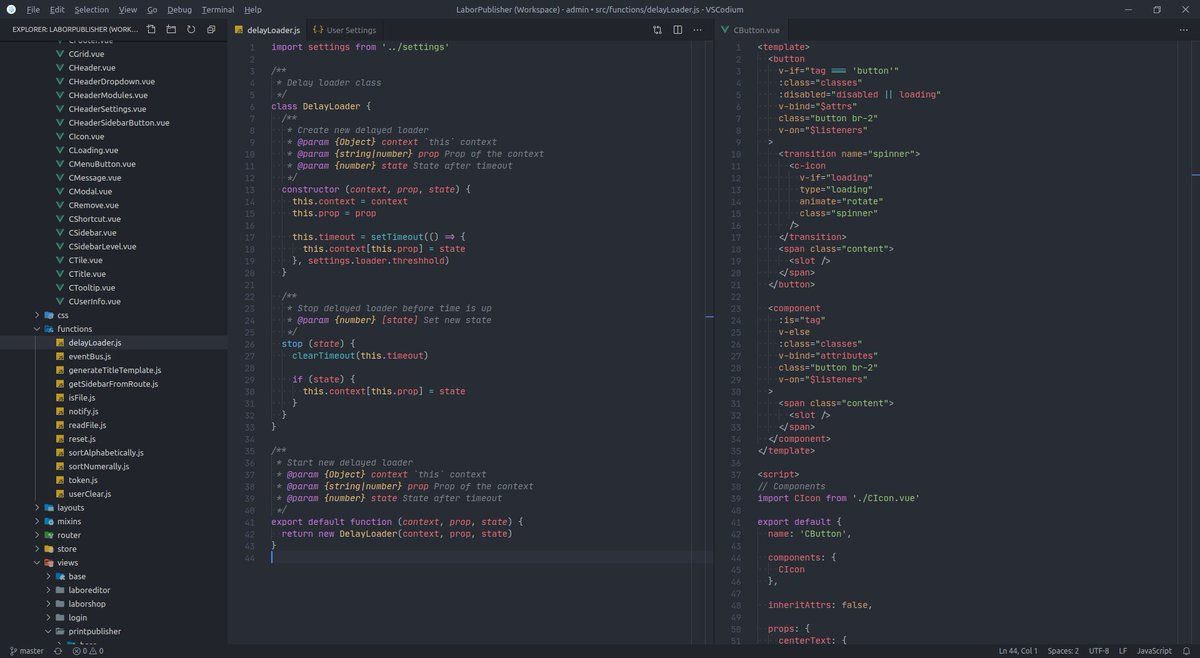 File Edit Selection View Go Debug Terminal Help
LaborPublisher (Workspace) - admin • src/functions/delayLoader.js - VSCodium
EXPLORER: LABORPUBLISHER (WORK...
CFooter.vue
CGrid.vue
CHeader.vue
CHeaderDropdown.vue
CHeaderModules.vue
CHeaderSettings.vue
CHeaderSidebarButton.vue
CIcon.vue
CLoading.vue
CMenuButton.vue
CMessage.vue
CModal.vue
CRemove.vue
CShortcut.vue
CSidebar.vue
CSidebarLevel.vue
CTile.vue
CTitle.vue
CTooltip.vue
CUserInfo.vue
css
functions
delayLoader.js
eventBus.js
generateTitleTemplate.js
getSidebarFromRoute.js
isFile.js
notify.js
readFile.js
reset.js
sortAlphabetically.js
sortNumerally.js
token.js
userClear.js
layouts
mixins
router
store
views
base
laboreditor
laborshop
login
printpublisher
base
delayLoader.js
{} User Settings
1 import settings from '../settings'
2
3 /**
4 * Delay loader class
5 */
6 class DelayLoader {
7 /**
8 * Create new delayed loader
9 * @param {Object} context `this` context
10 * @param {string|number} prop Prop of the context
11 * @param {number} state State after timeout
12 */
13 constructor (context, prop, state) {
14 this.context = context
15 this.prop = prop
16
17 this.timeout = setTimeout(() => {
18 this.context[this.prop] = state
19 }, settings.loader.threshhold)
20 }
21
22 /**
23 * Stop delayed loader before time is up
24 * @param {number} [state] Set new state
25 */
26 stop (state) {
27 clearTimeout(this.timeout)
28
29 if (state) {
30 this.context[this.prop] = state
31 }
32 }
33 }
34
35 /**
36 * Start new delayed loader
37 * @param {Object} context `this` context
38 * @param {string|number} prop Prop of the context
39 * @param {number} state State after timeout
40 */
41 export default function (context, prop, state) {
42 return new DelayLoader(context, prop, state)
43 }
44
CButton.vue
1 <template>
2 <button
3 v-if="tag === 'button'"
4 :class="classes"
5 :disabled="disabled || loading"
6 v-bind="$attrs"
7 class="button br-2"
8 v-on="$listeners"
9 >
10 <transition name="spinner">
11 <c-icon
12 v-if="loading"
13 type="loading"
14 animate="rotate"
15 class="spinner"
16 />
17 </transition>
18 <span class="content">
19 <slot />
20 </span>
21 </button>
22
23 <component
24 :is="tag"
25 v-else
26 :class="classes"
27 v-bind="attributes"
28 class="button br-2"
29 v-on="$listeners"
30 >
31 <span class="content">
32 <slot />
33 </span>
34 </component>
35 </template>
36
37 <script>
38 // Components
39 import CIcon from './CIcon.vue'
40
41 export default {
42 name: 'CButton',
43
44 components: {
45 CIcon
46 },
47
48 inheritAttrs: false,
49
50 props: {
51 centerText: {
master
0 0
Ln 44, Col 1 Spaces: 2 UTF-8 LF JavaScript